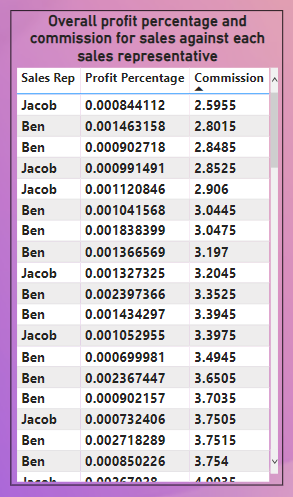 Overall profit percentage and
commission for sales against each
sales representative
Sales Rep Profit Percentage Commission
Jacob 0.000844112 2.5955
Ben 0.001463158 2.8015
Ben 0.000902718 2.8485
Jacob 0.000991491 2.8525
Jacob 0.001120846 2.906
Ben 0.001041568 3.0445
Ben 0.001838399 3.0475
Ben 0.001366569 3.197
Jacob 0.001327325 3.2045
Ben 0.002397366 3.3525
Ben 0.001434297 3.3945
Jacob 0.001052955 3.3975
Ben 0.000699981 3.4945
Ben 0.002367447 3.6505
Ben 0.000902157 3.7035
Jacob 0.000732406 3.7505
Ben 0.002718289 3.7515
Ben 0.000850226 3.754
Jacob